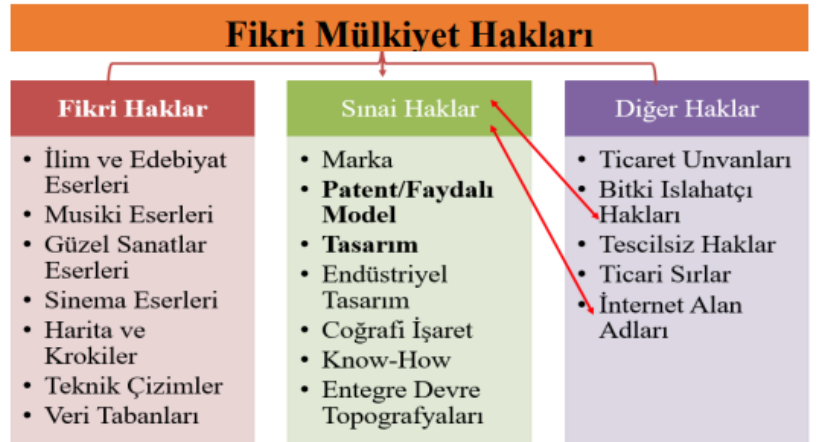 Fikri Mülkiyet Hakları
Fikri Haklar
• İlim ve Edebiyat
Eserleri
• Musiki Eserleri
• Güzel Sanatlar
Eserleri
• Sinema Eserleri
• Harita ve
Krokiler
• Teknik Çizimler
• Veri Tabanları
Sınai Haklar
• Marka
• Patent/Faydalı
Model
• Tasarım
• Endüstriyel
Tasarım
• Coğrafi İşaret
• Know-How
• Entegre Devre
Topografyaları
Diğer Haklar
• Ticaret Unvanları
• Bitki Islahatçı
Hakları
• Tescilsiz Haklar
• Ticari Sırlar
• İnternet Alan
Adları